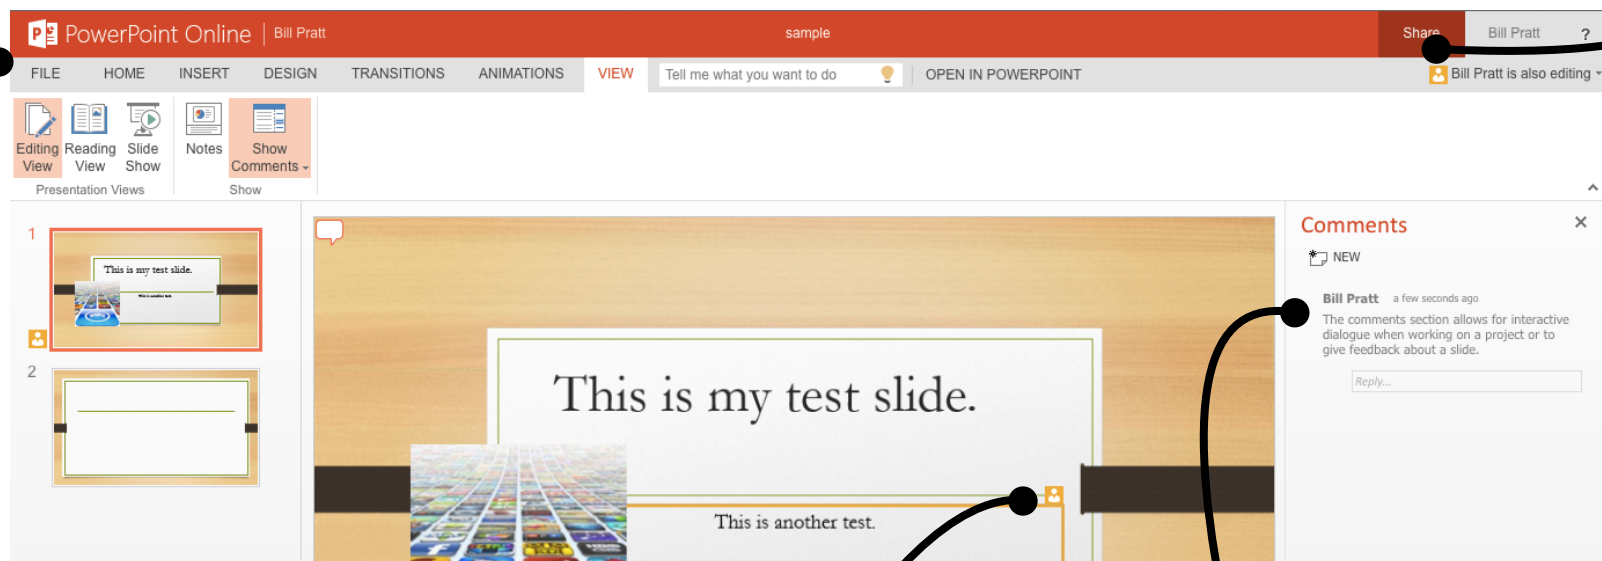 PowerPoint Online | Bill Pratt
sample
Share
Bill Pratt
?
FILE HOME INSERT DESIGN TRANSITIONS ANIMATIONS VIEW Tell me what you want to do OPEN IN POWERPOINT
Bill Pratt is also editing
Editing View
Reading View
Slide Show
Notes
Show Comments
Presentation Views
Show
1
This is my test slide.
This is another test.
2
This is my test slide.
This is another test.
Comments
NEW
Bill Pratt a few seconds ago
The comments section allows for interactive
dialogue when working on a project or to
give feedback about a slide.
Reply...